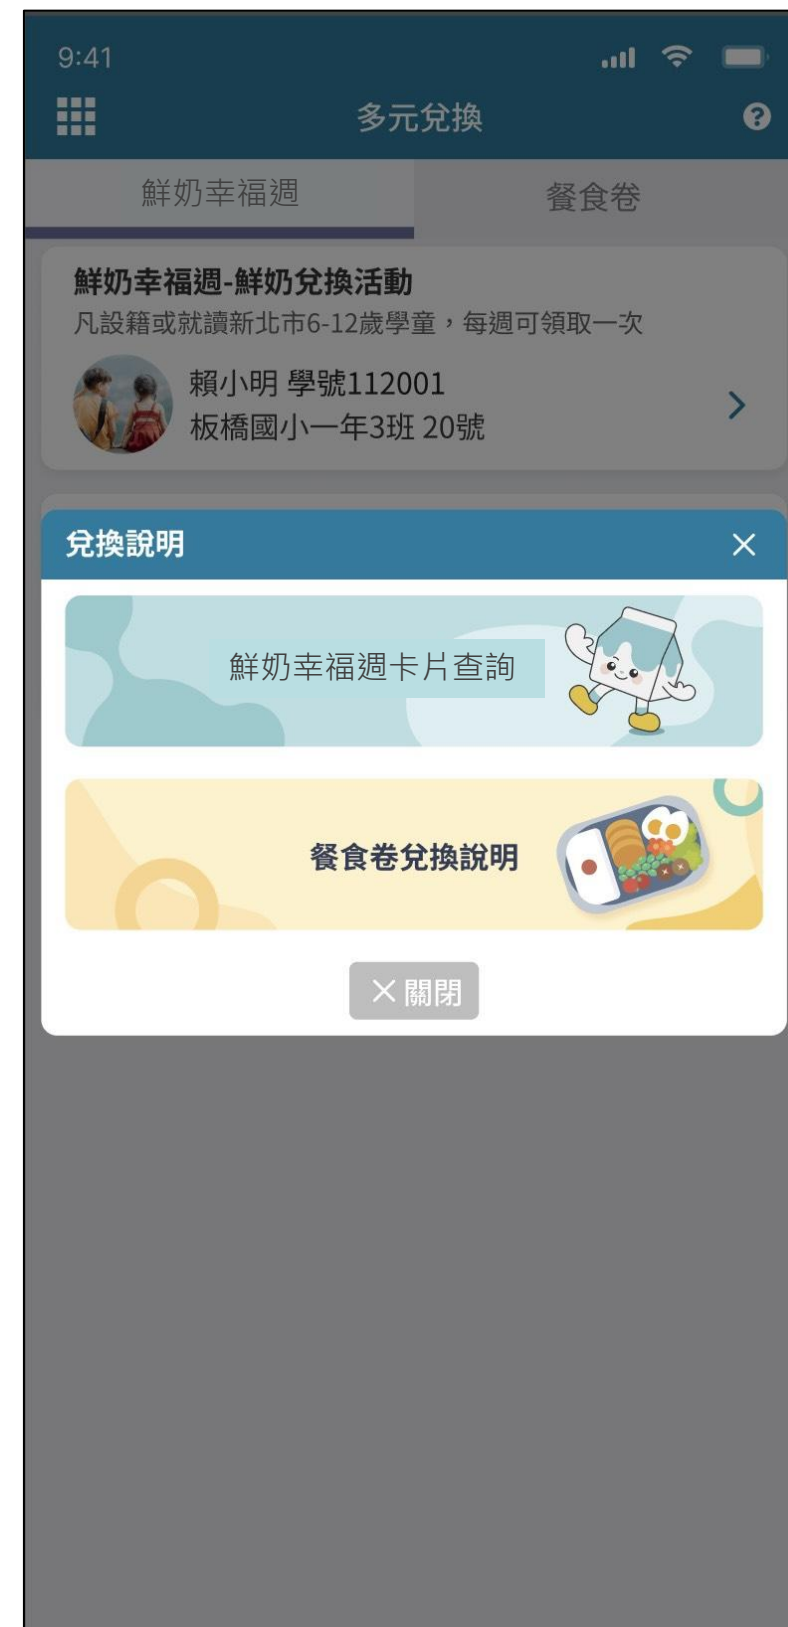 9:41
多元兌換
鮮奶幸福週
餐食卷
鮮奶幸福週-鮮奶兌換活動
凡設籍或就讀新北市6-12歲學童，每週可領取一次
賴小明 學號112001
板橋國小一年3班 20號
兌換說明
鮮奶幸福週卡片查詢
餐食卷兌換說明
關閉